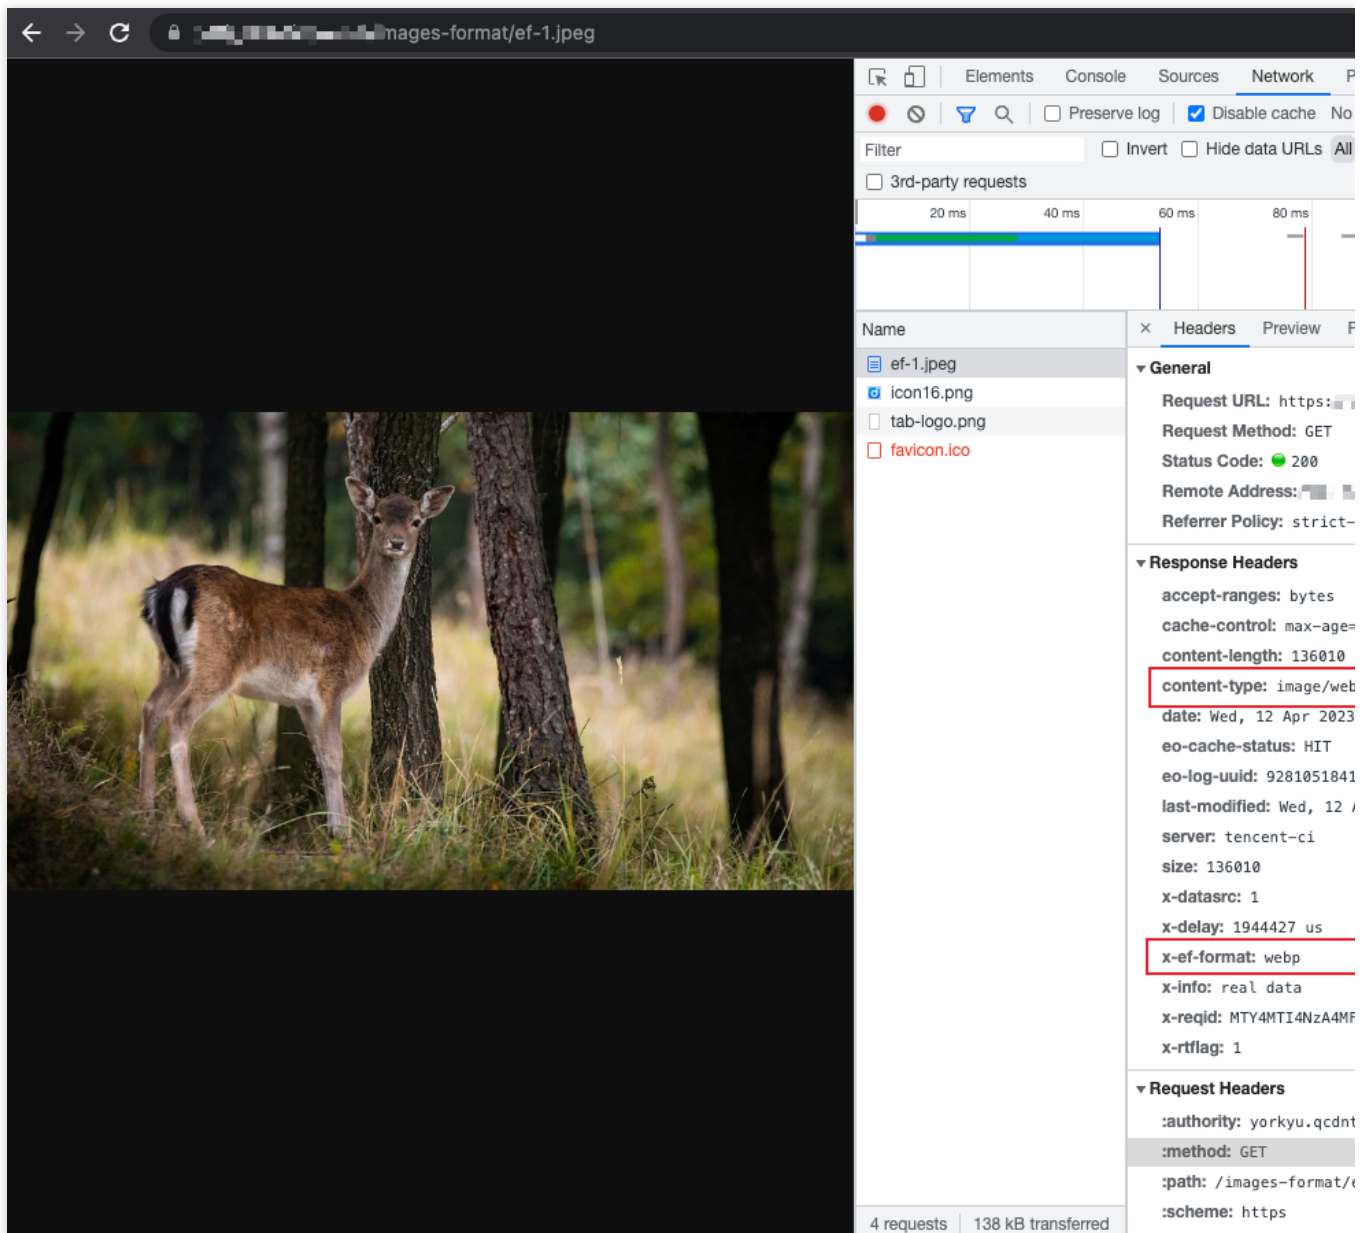 mages-format/ef-1.jpeg
Elements Console Sources Network
Preserve log Disable cache No
Filter Invert Hide data URLs All
3rd-party requests
20 ms 40 ms 60 ms 80 ms
Name
ef-1.jpeg
icon16.png
tab-logo.png
favicon.ico
4 requests 138 kB transferred
× Headers Preview
General
Request URL: https:
Request Method: GET
Status Code: 200
Remote Address:
Referrer Policy: strict-
Response Headers
accept-ranges: bytes
cache-control: max-age=
content-length: 136010
content-type: image/web
date: Wed, 12 Apr 2023
eo-cache-status: HIT
eo-log-uuid: 9281051841
last-modified: Wed, 12
server: tencent-ci
size: 136010
x-datasrc: 1
x-delay: 1944427 us
x-ef-format: webp
x-info: real data
x-reqid: MTY4MTI4NzA4MF
x-rtflag: 1
Request Headers
:authority: yorkyu.qcdnt
:method: GET
:path: /images-format/e
:scheme: https